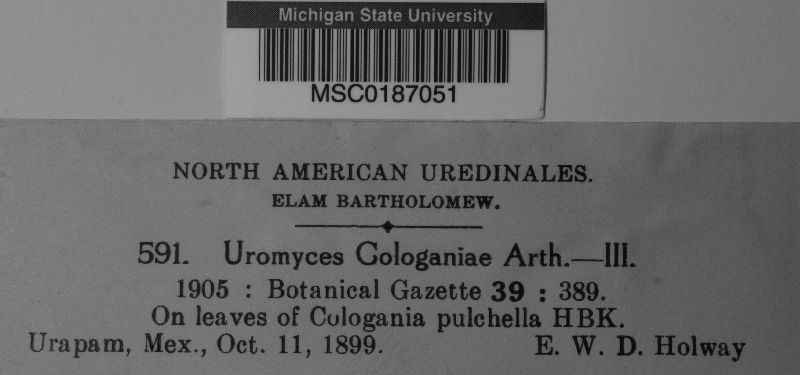 Michigan State University
MSC0187051
NORTH AMERICAN UREDINALES.
ELAM BARTHOLOMEW.
591. Uromyces Cologaniae Arth.—III.
1905 : Botanical Gazette 39 : 389.
On leaves of Cologania pulchella HBK.
Urapam, Mex., Oct. 11, 1899. E. W. D. Holway